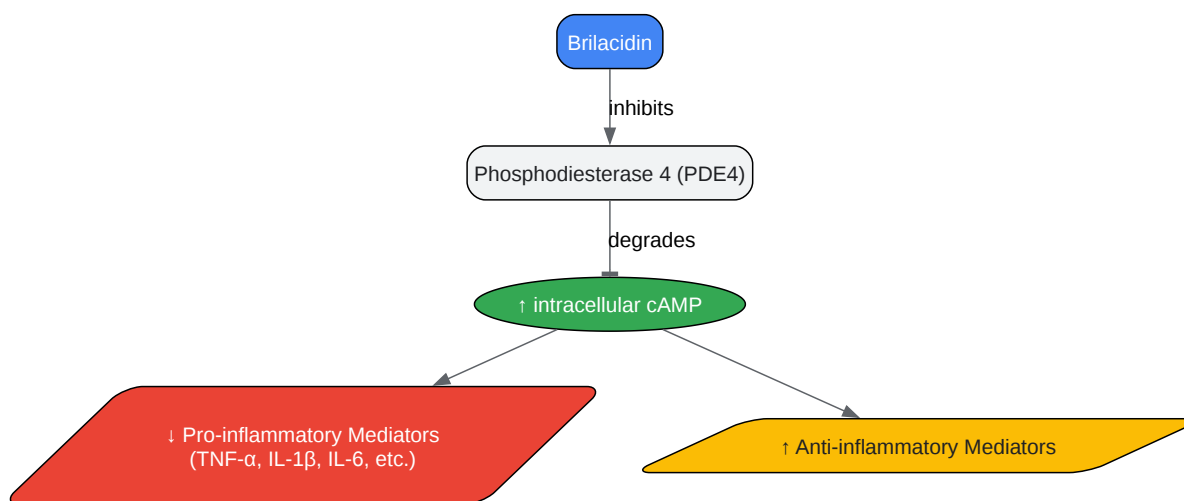 Brilacidin
inhibits
Phosphodiesterase 4 (PDE4)
degrades
↑ intracellular cAMP
↓ Pro-inflammatory Mediators
(TNF-α, IL-1β, IL-6, etc.)
↑ Anti-inflammatory Mediators